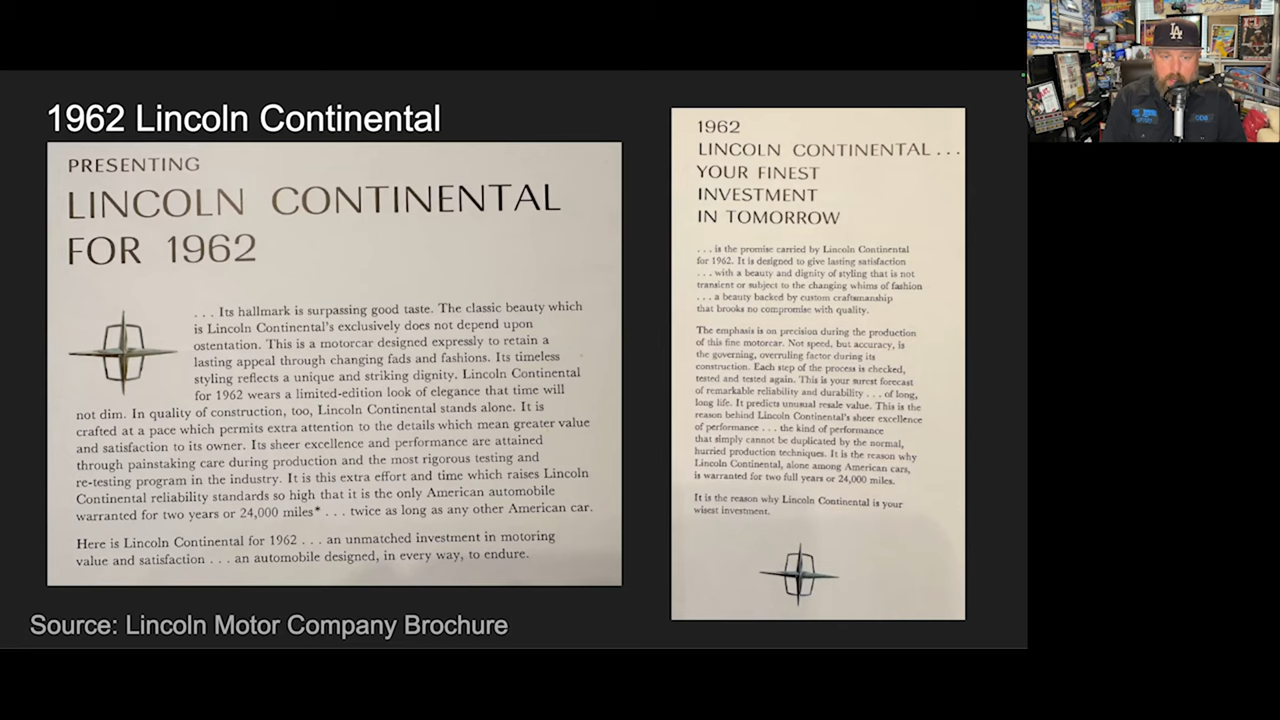 1962 Lincoln Continental
PRESENTING
LINCOLN CONTINENTAL
FOR 1962
. . . Its hallmark is surpassing good taste. The classic beauty which
is Lincoln Continental's exclusively does not depend upon
ostentation. This is a motorcar designed expressly to retain a
lasting appeal through changing fads and fashions. Its timeless
styling reflects a unique and striking dignity. Lincoln Continental
for 1962 wears a limited-edition look of elegance that time will
not dim. In quality of construction, too, Lincoln Continental stands alone. It is
crafted at a pace which permits extra attention to the details which mean greater value
and satisfaction to its owner. Its sheer excellence and performance are attained
through painstaking care during production and the most rigorous testing and
re-testing program in the industry. It is this extra effort and time which raises Lincoln
Continental reliability standards so high that it is the only American automobile
warranted for two years or 24,000 miles* . . . twice as long as any other American car.
Here is Lincoln Continental for 1962 . . . an unmatched investment in motoring
value and satisfaction . . . an automobile designed, in every way, to endure.
1962
LINCOLN CONTINENTAL . . .
YOUR FINEST
INVESTMENT
IN TOMORROW
. . . is the promise carried by Lincoln Continental
for 1962. It is designed to give lasting satisfaction
. . . with a beauty and dignity of styling that is not
transient or subject to the changing whims of fashion
. . . a beauty backed by custom craftsmanship
that brooks no compromise with quality.
The emphasis is on precision during the production
of this fine motorcar. Not speed, but accuracy, is
the governing, overruling factor during its
construction. Each step of the process is checked,
tested and tested again. This is your surest forecast
of remarkable reliability and durability . . . of long,
long life. It predicts unusual resale value. This is the
reason behind Lincoln Continental's sheer excellence
of performance . . . the kind of performance
that simply cannot be duplicated by the normal,
hurried production techniques. It is the reason why
Lincoln Continental, alone among American cars,
is warranted for two full years or 24,000 miles.
It is the reason why Lincoln Continental is your
wisest investment.
Source: Lincoln Motor Company Brochure
LA